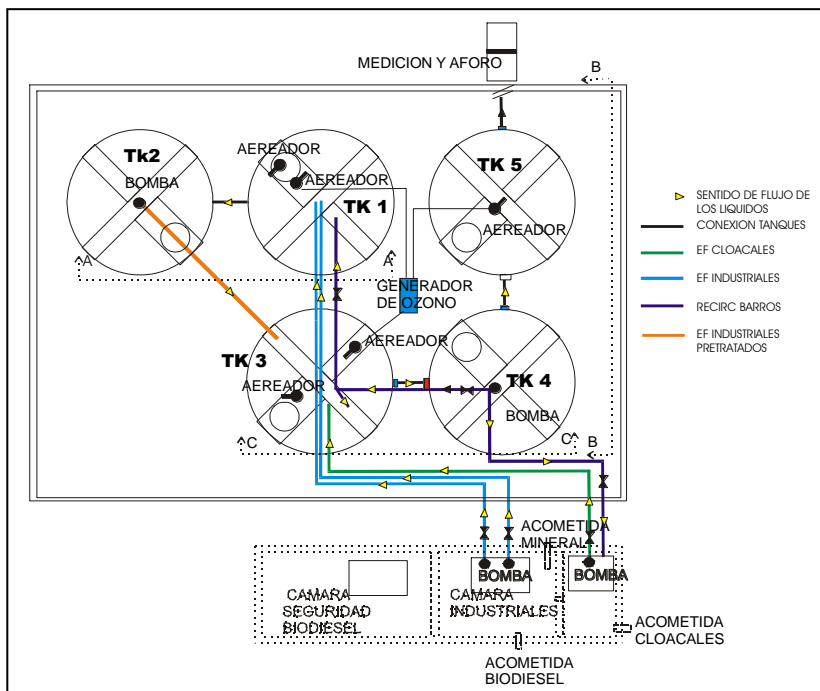 MEDICION Y AFORO
B
Tk2
BOMBA
AEREADOR
AEREADOR
TK 1
TK 5
AEREADOR
SENTIDO DE FLUJO DE
LOS LIQUIDOS
CONEXION TANQUES
EF CLOACALES
EF INDUSTRIALES
RECIRC BARROS
EF INDUSTRIALES
PRETRATADOS
A
A
GENERADOR
DE OZONO
TK 3
AEREADOR
AEREADOR
TK 4
BOMBA
C
C
B
ACOMETIDA
MINERAL
BOMBA
BOMBA
CAMARA
SEGURIDAD
BIODIESEL
CAMARA
INDUSTRIALES
ACOMETIDA
CLOACALES
ACOMETIDA
BIODIESEL